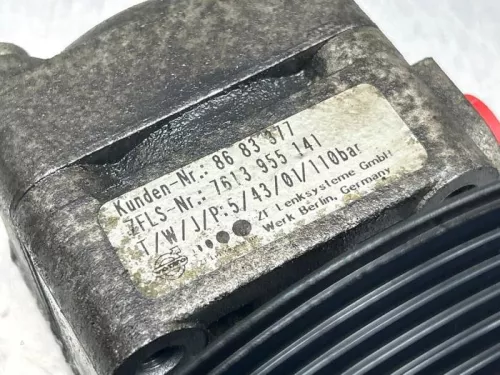 Kunden-Nr.: 86 83 877
ZFLS-Nr.: 7613 955 141
T/W/J/P:5/43/01/110bar
ZF Lenksysteme GmbH
Werk Berlin, Germany